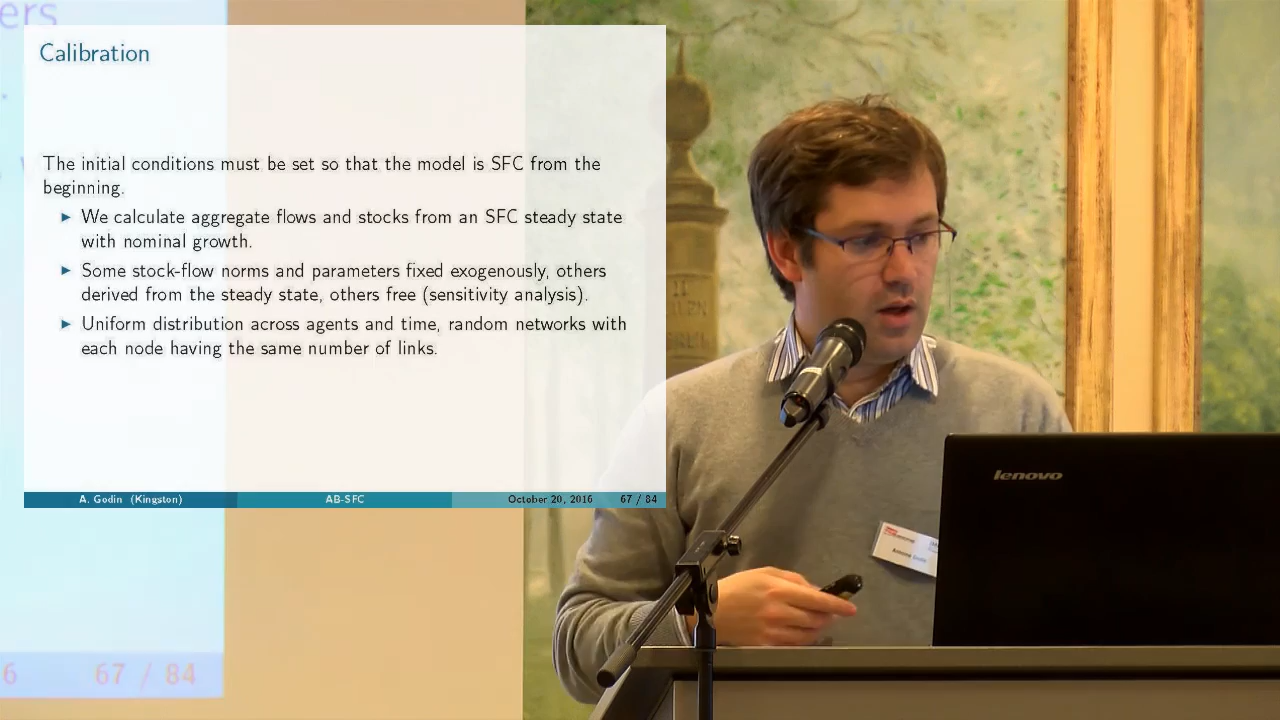 ers
Calibration
The initial conditions must be set so that the model is SFC from the
beginning.
▶ We calculate aggregate flows and stocks from an SFC steady state
with nominal growth.
▶ Some stock-flow norms and parameters fixed exogenously, others
derived from the steady state, others free (sensitivity analysis).
▶ Uniform distribution across agents and time, random networks with
each node having the same number of links.
A. Godin (Kingston) AB-SFC October 20, 2016 67 / 84
6 67 / 84
lenovo